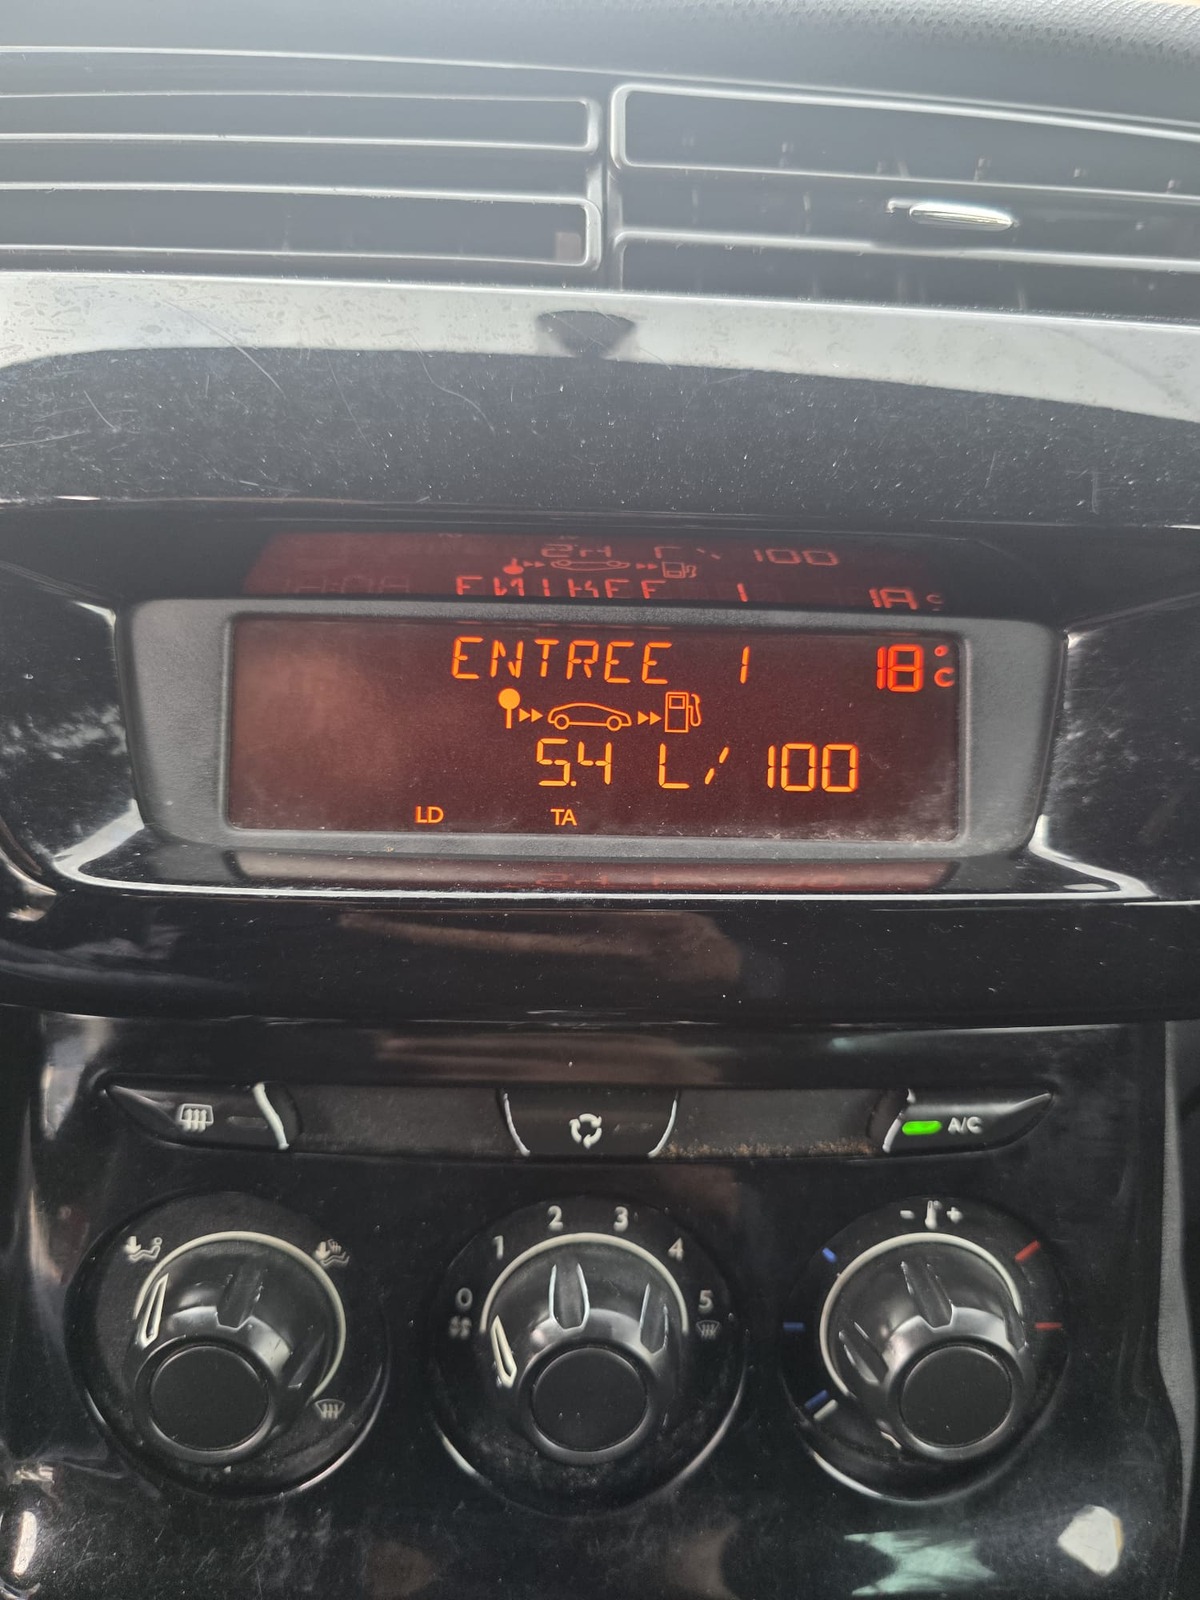 ENTREE 1 18°C
5.4 L/100
LD TA
A/C
2 3 - +
1 4
0 5